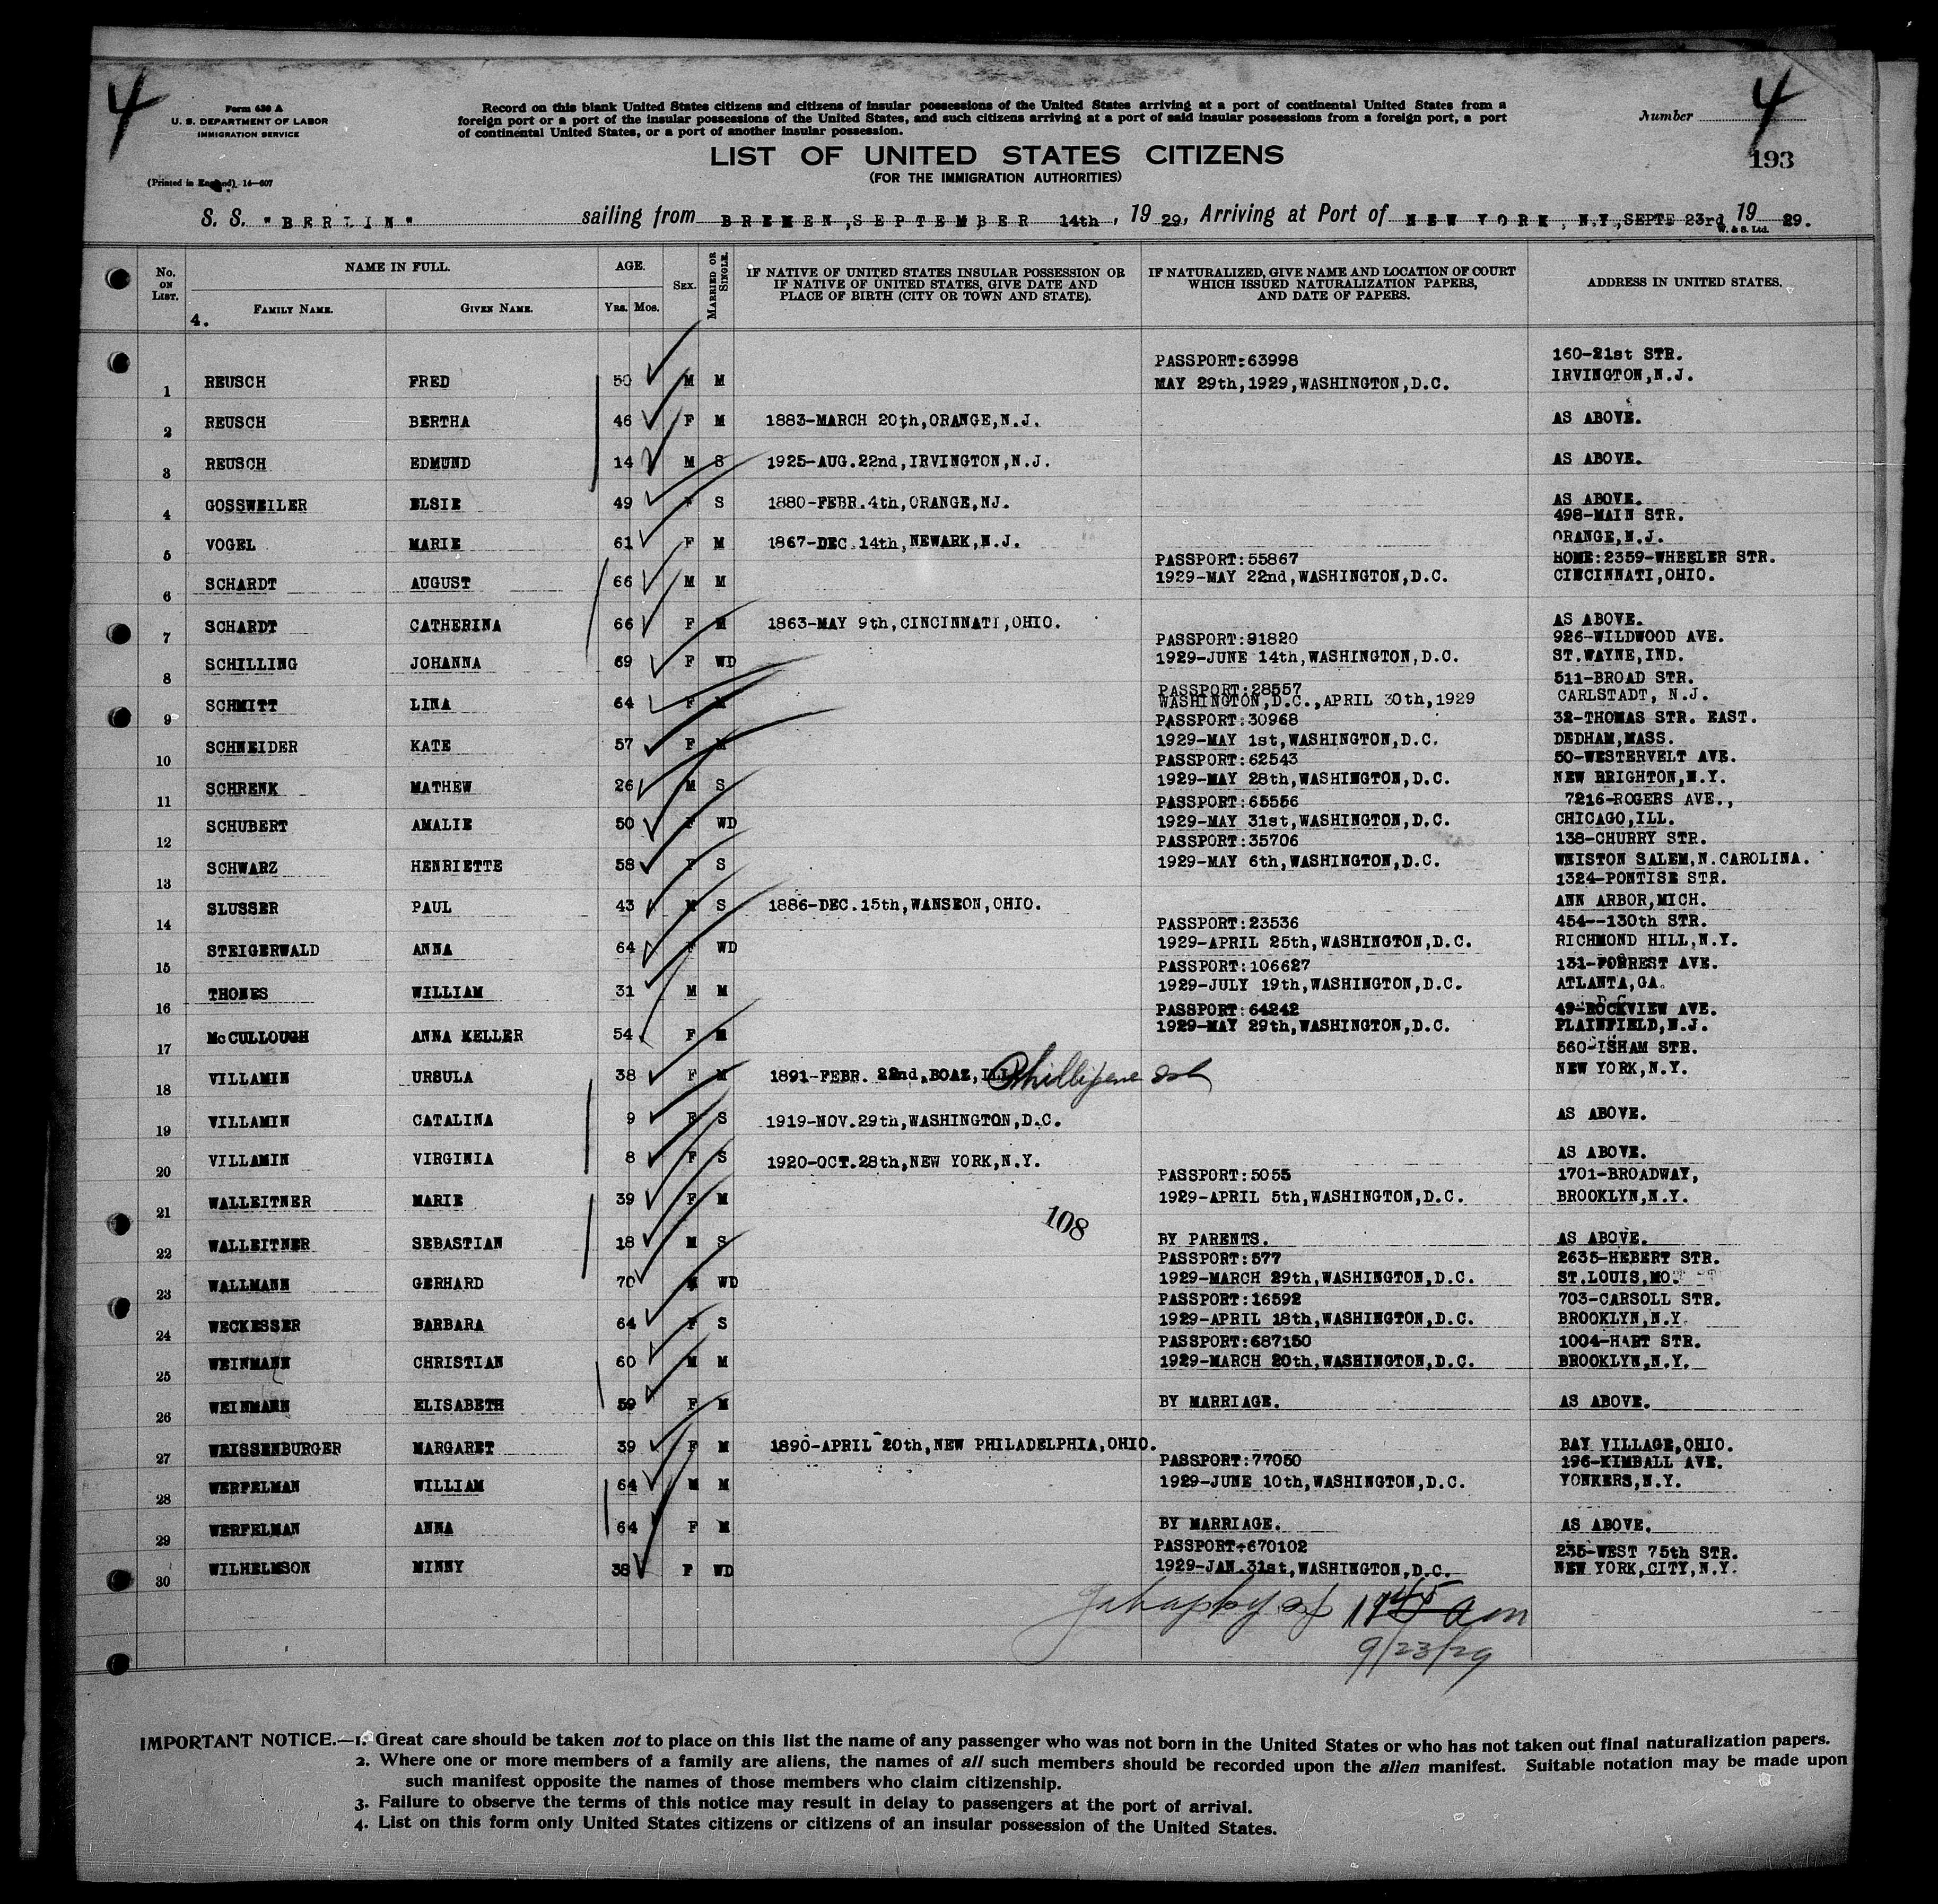 4
4
Form 630 A
U. S. DEPARTMENT OF LABOR
IMMIGRATION SERVICE
(Printed in England) 14—607
Record on this blank United States citizens and citizens of insular possessions of the United States arriving at a port of continental United States from a
foreign port or a port of the insular possessions of the United States, and such citizens arriving at a port of said insular possessions from a foreign port, a port
of continental United States, or a port of another insular possession.
Number
193
LIST OF UNITED STATES CITIZENS
(FOR THE IMMIGRATION AUTHORITIES)
S. S. "BERLIN" sailing from BREMEN, SEPTEMBER 14th, 1929, Arriving at Port of NEW YORK, N.Y., SEPTE 23rd 1929.
W. & S. Ltd.
No. ON LIST. NAME IN FULL. AGE. SEX. MARRIED OR SINGLE. IF NATIVE OF UNITED STATES INSULAR POSSESSION OR IF NATIVE OF UNITED STATES, GIVE DATE AND PLACE OF BIRTH (CITY OR TOWN AND STATE). IF NATURALIZED, GIVE NAME AND LOCATION OF COURT WHICH ISSUED NATURALIZATION PAPERS, AND DATE OF PAPERS. ADDRESS IN UNITED STATES.
4. FAMILY NAME. GIVEN NAME. YRS. MOS.
PASSPORT:63998 160-21st STR.
1 REUSCH FRED 50 M M MAY 29th,1929,WASHINGTON,D.C. IRVINGTON,N.J.
2 REUSCH BERTHA 46 F M 1883-MARCH 20th,ORANGE,N.J. AS ABOVE.
3 REUSCH EDMUND 14 M S 1925-AUG.22nd,IRVINGTON,N.J. AS ABOVE.
4 GOSSWEILER ELSIE 49 F S 1880-FEBR.4th,ORANGE,NJ. AS ABOVE.
498-MAIN STR.
5 VOGEL MARIE 61 F M 1867-DEC.14th,NEWARK,N.J. ORANGE,N.J.
PASSPORT:55867 HOME:2359-WHEELER STR.
6 SCHARDT AUGUST 66 M M 1929-MAY 22nd,WASHINGTON,D.C. CINCINNATI,OHIO.
7 SCHARDT CATHERINA 66 F M 1863-MAY 9th,CINCINNATI,OHIO. AS ABOVE.
PASSPORT:91820 926-WILDWOOD AVE.
8 SCHILLING JOHANNA 69 F WD 1929-JUNE 14th,WASHINGTON,D.C. ST.WAYNE,IND.
PASSPORT:28557 511-BROAD STR.
9 SCHMITT LINA 64 F M WASHINGTON,D.C.,APRIL 30th,1929 CARLSTADT, N.J.
PASSPORT:30968 32-THOMAS STR. EAST.
10 SCHNEIDER KATE 57 F M 1929-MAY 1st,WASHINGTON,D.C. DEDHAM,MASS.
PASSPORT:62543 50-WESTERVELT AVE.
11 SCHRENK MATHEW 26 M S 1929-MAY 28th,WASHINGTON,D.C. NEW BRIGHTON,N.Y.
PASSPORT:65556 7216-ROGERS AVE.,
12 SCHUBERT AMALIE 50 F WD 1929-MAY 31st,WASHINGTON,D.C. CHICAGO,ILL.
PASSPORT:35706 138-CHURRY STR.
13 SCHWARZ HENRIETTE 58 F S 1929-MAY 6th,WASHINGTON,D.C. WEISTON SALEM,N.CAROLINA.
1324-PONTISE STR.
14 SLUSSER PAUL 43 M S 1886-DEC.15th,WANSEON,OHIO. ANN ARBOR,MICH.
PASSPORT:23536 454--130th STR.
15 STEIGERWALD ANNA 64 F WD 1929-APRIL 25th,WASHINGTON,D.C. RICHMOND HILL,N.Y.
PASSPORT:106627 131-FORREST AVE.
16 THONES WILLIAM 31 M M 1929-JULY 19th,WASHINGTON,D.C. ATLANTA,GA.
PASSPORT:64242 49-ROCKVIEW AVE.
17 McCULLOUGH ANNA KELLER 54 F M 1929-MAY 29th,WASHINGTON,D.C. PLAINFIELD,N.J.
560-ISHAM STR.
18 VILLAMIN URSULA 38 F M 1891-FEBR. 22nd,BOAZ,ILL Phillipene Isl NEW YORK,N.Y.
19 VILLAMIN CATALINA 9 F S 1919-NOV.29th,WASHINGTON,D.C. AS ABOVE.
20 VILLAMIN VIRGINIA 8 F S 1920-OCT.28th,NEW YORK,N.Y. AS ABOVE.
PASSPORT:5055 1701-BROADWAY,
21 WALLEITNER MARIE 39 F M 1929-APRIL 5th,WASHINGTON,D.C. BROOKLYN,N.Y.
108
22 WALLEITNER SEBASTIAN 18 M S BY PARENTS. AS ABOVE.
PASSPORT:577 2635-HEBERT STR.
23 WALLMANN GERHARD 70 M WD 1929-MARCH 29th,WASHINGTON,D.C. ST.LOUIS,MO.
PASSPORT:16592 703-CARSOLL STR.
24 WECKESSER BARBARA 64 F S 1929-APRIL 18th,WASHINGTON,D.C. BROOKLYN,N.Y.
PASSPORT:687150 1004-HART STR.
25 WEINMANN CHRISTIAN 60 M M 1929-MARCH 20th,WASHINGTON,D.C. BROOKLYN,N.Y.
26 WEINMANN ELISABETH 59 F M BY MARRIAGE. AS ABOVE.
27 WEISSENBURGER MARGARET 39 F M 1890-APRIL 20th,NEW PHILADELPHIA,OHIO. BAY VILLAGE,OHIO.
PASSPORT:77050 196-KIMBALL AVE.
28 WERFELMAN WILLIAM 64 M M 1929-JUNE 10th,WASHINGTON,D.C. YONKERS,N.Y.
29 WERFELMAN ANNA 64 F M BY MARRIAGE. AS ABOVE.
PASSPORT÷670102 235-WEST 75th STR.
30 WILHELMSON MINNY 38 F WD 1929-JAN.31st,WASHINGTON,D.C. NEW YORK,CITY,N.Y.
1145 am
9/23/29
IMPORTANT NOTICE.—1. Great care should be taken not to place on this list the name of any passenger who was not born in the United States or who has not taken out final naturalization papers.
2. Where one or more members of a family are aliens, the names of all such members should be recorded upon the alien manifest. Suitable notation may be made upon
such manifest opposite the names of those members who claim citizenship.
3. Failure to observe the terms of this notice may result in delay to passengers at the port of arrival.
4. List on this form only United States citizens or citizens of an insular possession of the United States.